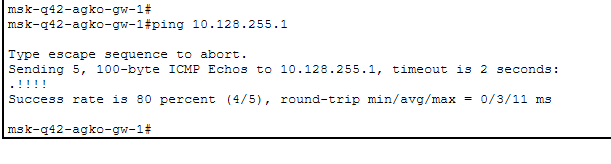 msk-q42-agko-gw-1#
msk-q42-agko-gw-1#ping 10.128.255.1
Type escape sequence to abort.
Sending 5, 100-byte ICMP Echos to 10.128.255.1, timeout is 2 seconds:
.!!!!
Success rate is 80 percent (4/5), round-trip min/avg/max = 0/3/11 ms
msk-q42-agko-gw-1#